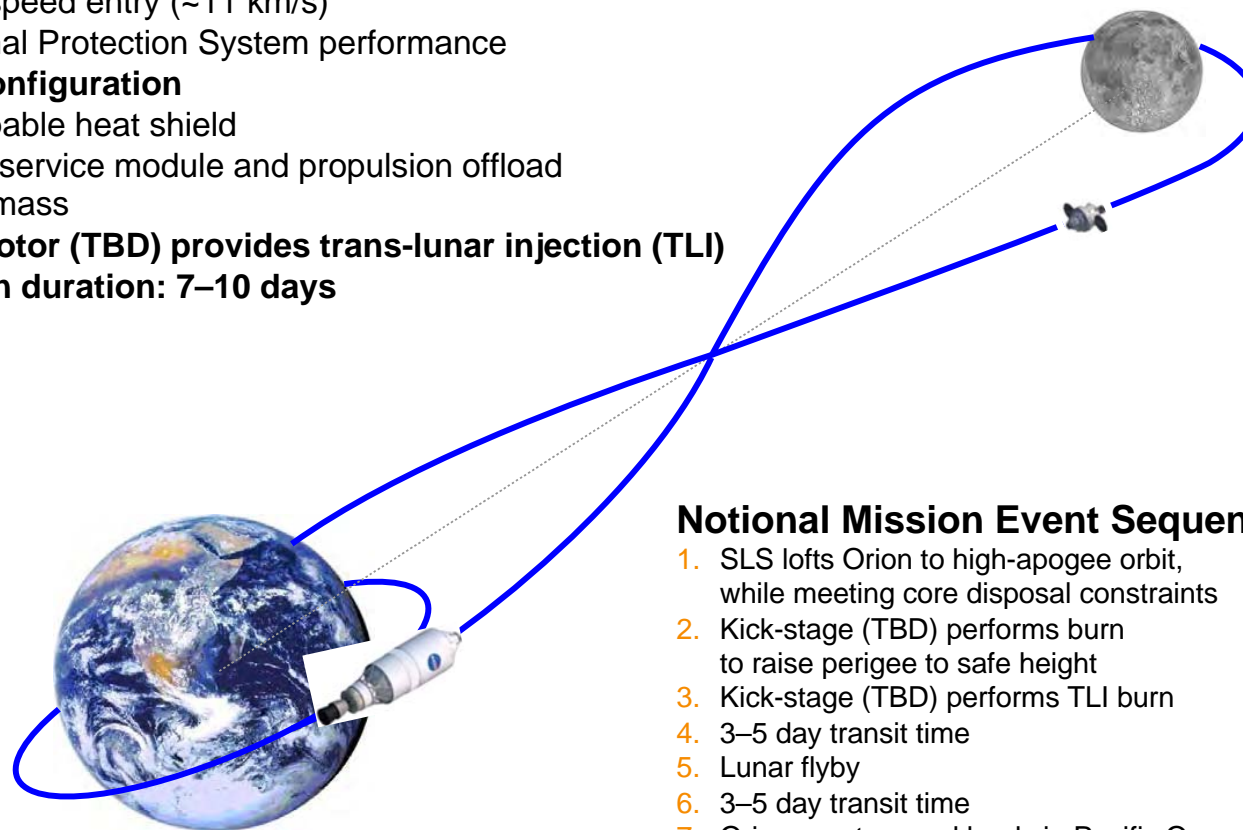 speed entry (~11 km/s)
al Protection System performance
onfiguration
able heat shield
service module and propulsion offload
mass
otor (TBD) provides trans-lunar injection (TLI)
n duration: 7–10 days
Notional Mission Event Sequen
1. SLS lofts Orion to high-apogee orbit,
while meeting core disposal constraints
2. Kick-stage (TBD) performs burn
to raise perigee to safe height
3. Kick-stage (TBD) performs TLI burn
4. 3–5 day transit time
5. Lunar flyby
6. 3–5 day transit time